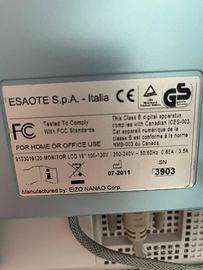 ESAOTE S.p.A. - Italia
CE
GS
FC
Tested To Comply
With FCC Standards
FOR HOME OR OFFICE USE
This Class B digital apparatus
complies with Canadian ICES-003.
Cet appareil numérique de la
classe B est conforme à la norme
NMB-003 du Canada.
9103019120 MONITOR LCD 19" 100-120V / 200-240V - 50/60Hz 0.65A / 3.5A
07-2011
SN
3903
Manufactured by: EIZO NANAO Corp.